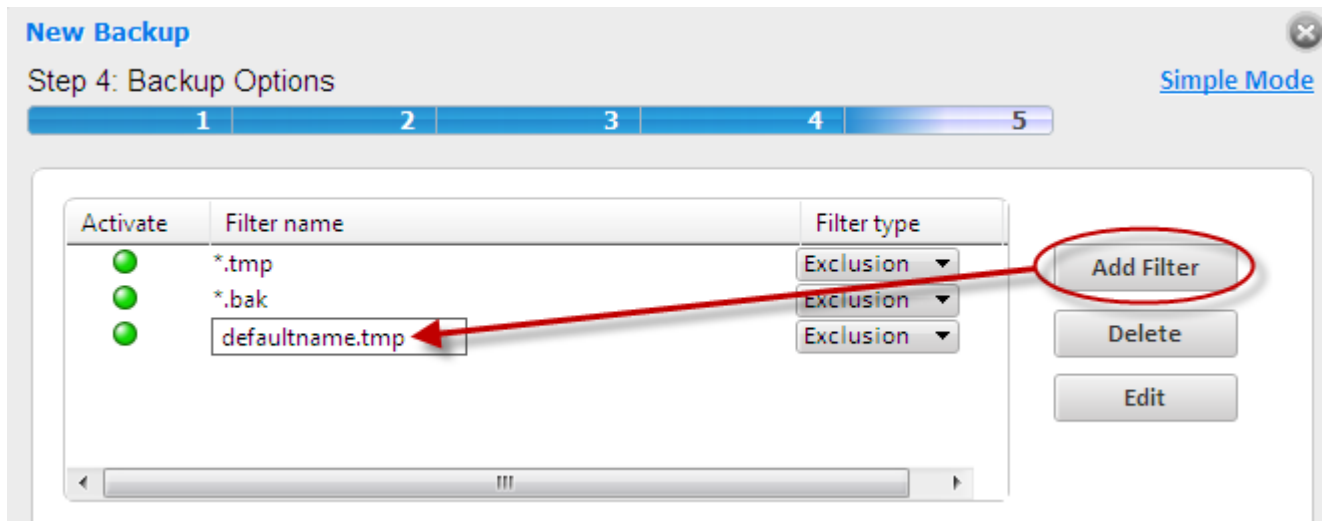 New Backup
Step 4: Backup Options
Simple Mode
1 2 3 4 5
Activate Filter name Filter type
*.tmp Exclusion
*.bak Exclusion
defaultname.tmp Exclusion
Add Filter
Delete
Edit